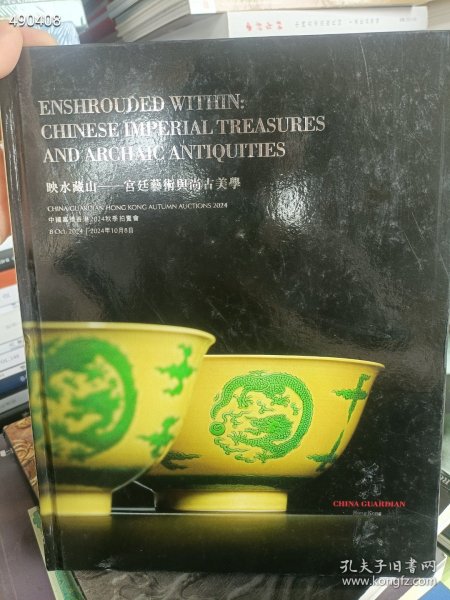 490408
ENSHROUDED WITHIN:
CHINESE IMPERIAL TREASURES
AND ARCHAIC ANTIQUITIES
映水藏山——宮廷藝術與尚古美學
CHINA GUARDIAN HONG KONG AUTUMN AUCTIONS 2024
中國嘉德香港2024秋季拍賣會
8 Oct, 2024 | 2024年10月8日
CHINA GUARDIAN
Hong Kong
孔夫子旧书网
www.kongfz.com